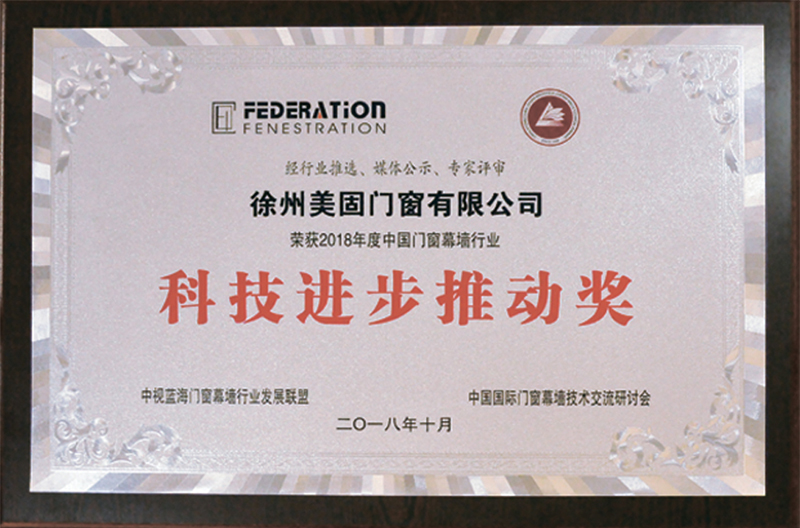 FEDERATION
FENESTRATION
经行业推选、媒体公示、专家评审
徐州美固门窗有限公司
荣获2018年度中国门窗幕墙行业
科技进步推动奖
中视蓝海门窗幕墙行业发展联盟
中国国际门窗幕墙技术交流研讨会
二〇一八年十月